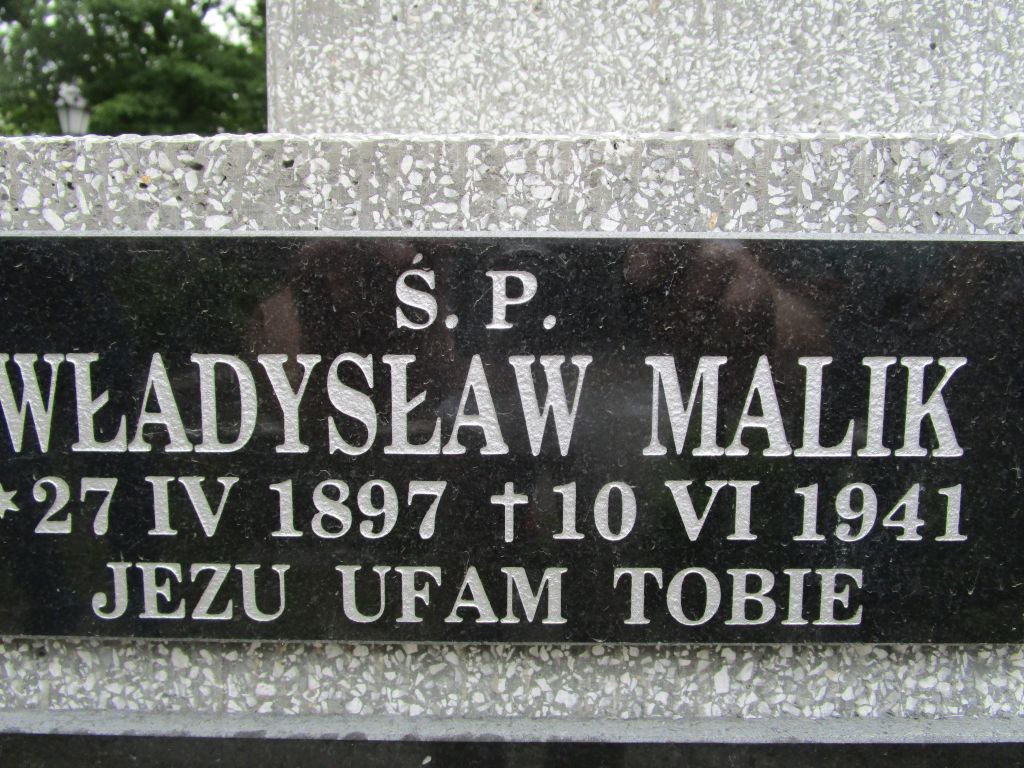 Ś. P.
WŁADYSŁAW MALIK
* 27 IV 1897 † 10 VI 1941
JEZU UFAM TOBIE